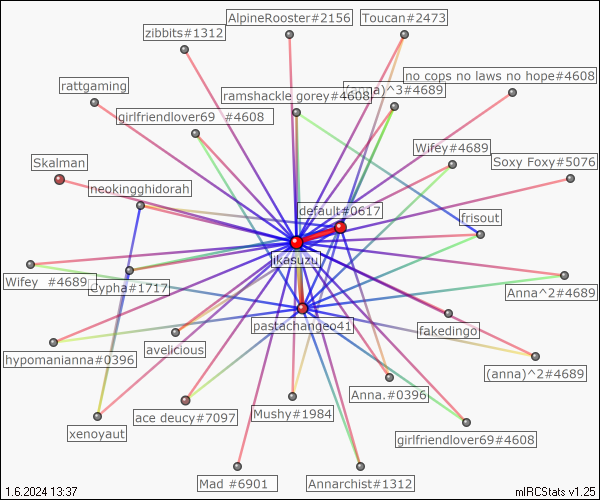 AlpineRooster#2156
Toucan#2473
zibbits#1312
no cops no laws no hope#4608
rattgaming
ramshackle gorey#4608
(anna)^3#4689
girlfriendlover69 #4608
Wifey#4689
Skalman
Soxy Foxy#5076
neokingghidorah
default#0617
frisout
likasuzu
Wifey #4689
Cypha#1717
Anna^2#4689
pastachangeo41
fakedingo
hypomanianna#0396
avelicious
(anna)^2#4689
Anna.#0396
ace deucy#7097
Mushy#1984
xenoyaut
girlfriendlover69#4608
Mad #6901
Annarchist#1312
1.6.2024 13:37
mIRCStats v1.25